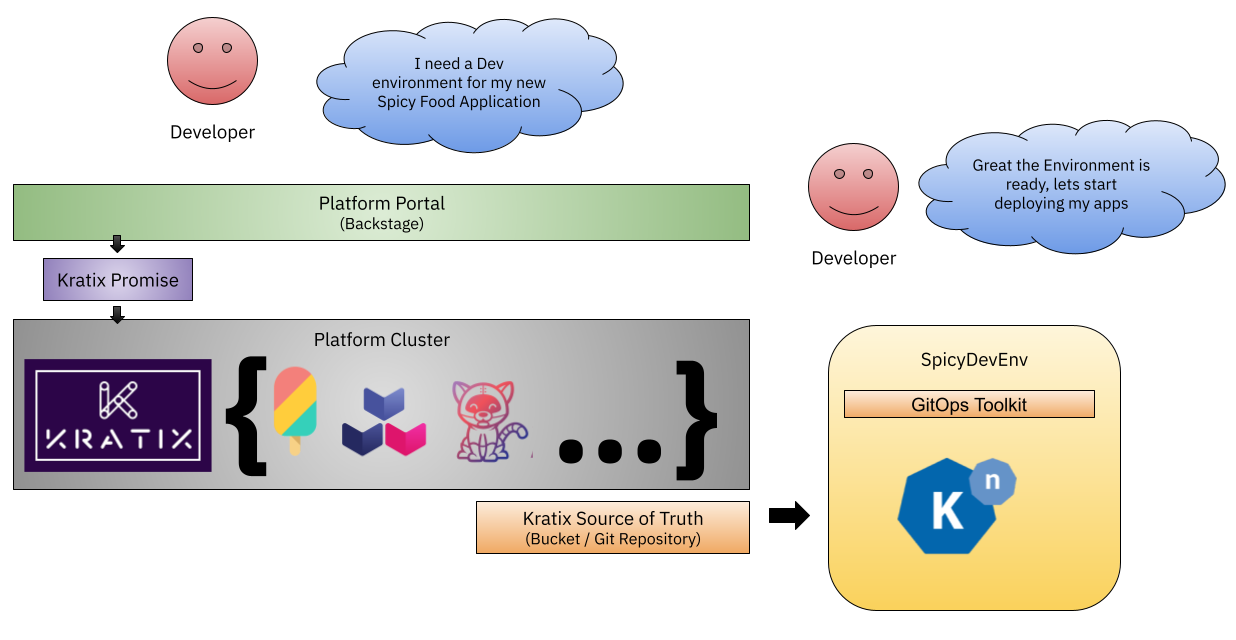 I need a Dev
environment for my new
Spicy Food Application
Developer
Platform Portal
(Backstage)
Kratix Promise
Platform Cluster
KRATIX
{
...
}
Kratix Source of Truth
(Bucket / Git Repository)
Great the Environment is
ready, lets start
deploying my apps
Developer
SpicyDevEnv
GitOps Toolkit
K n